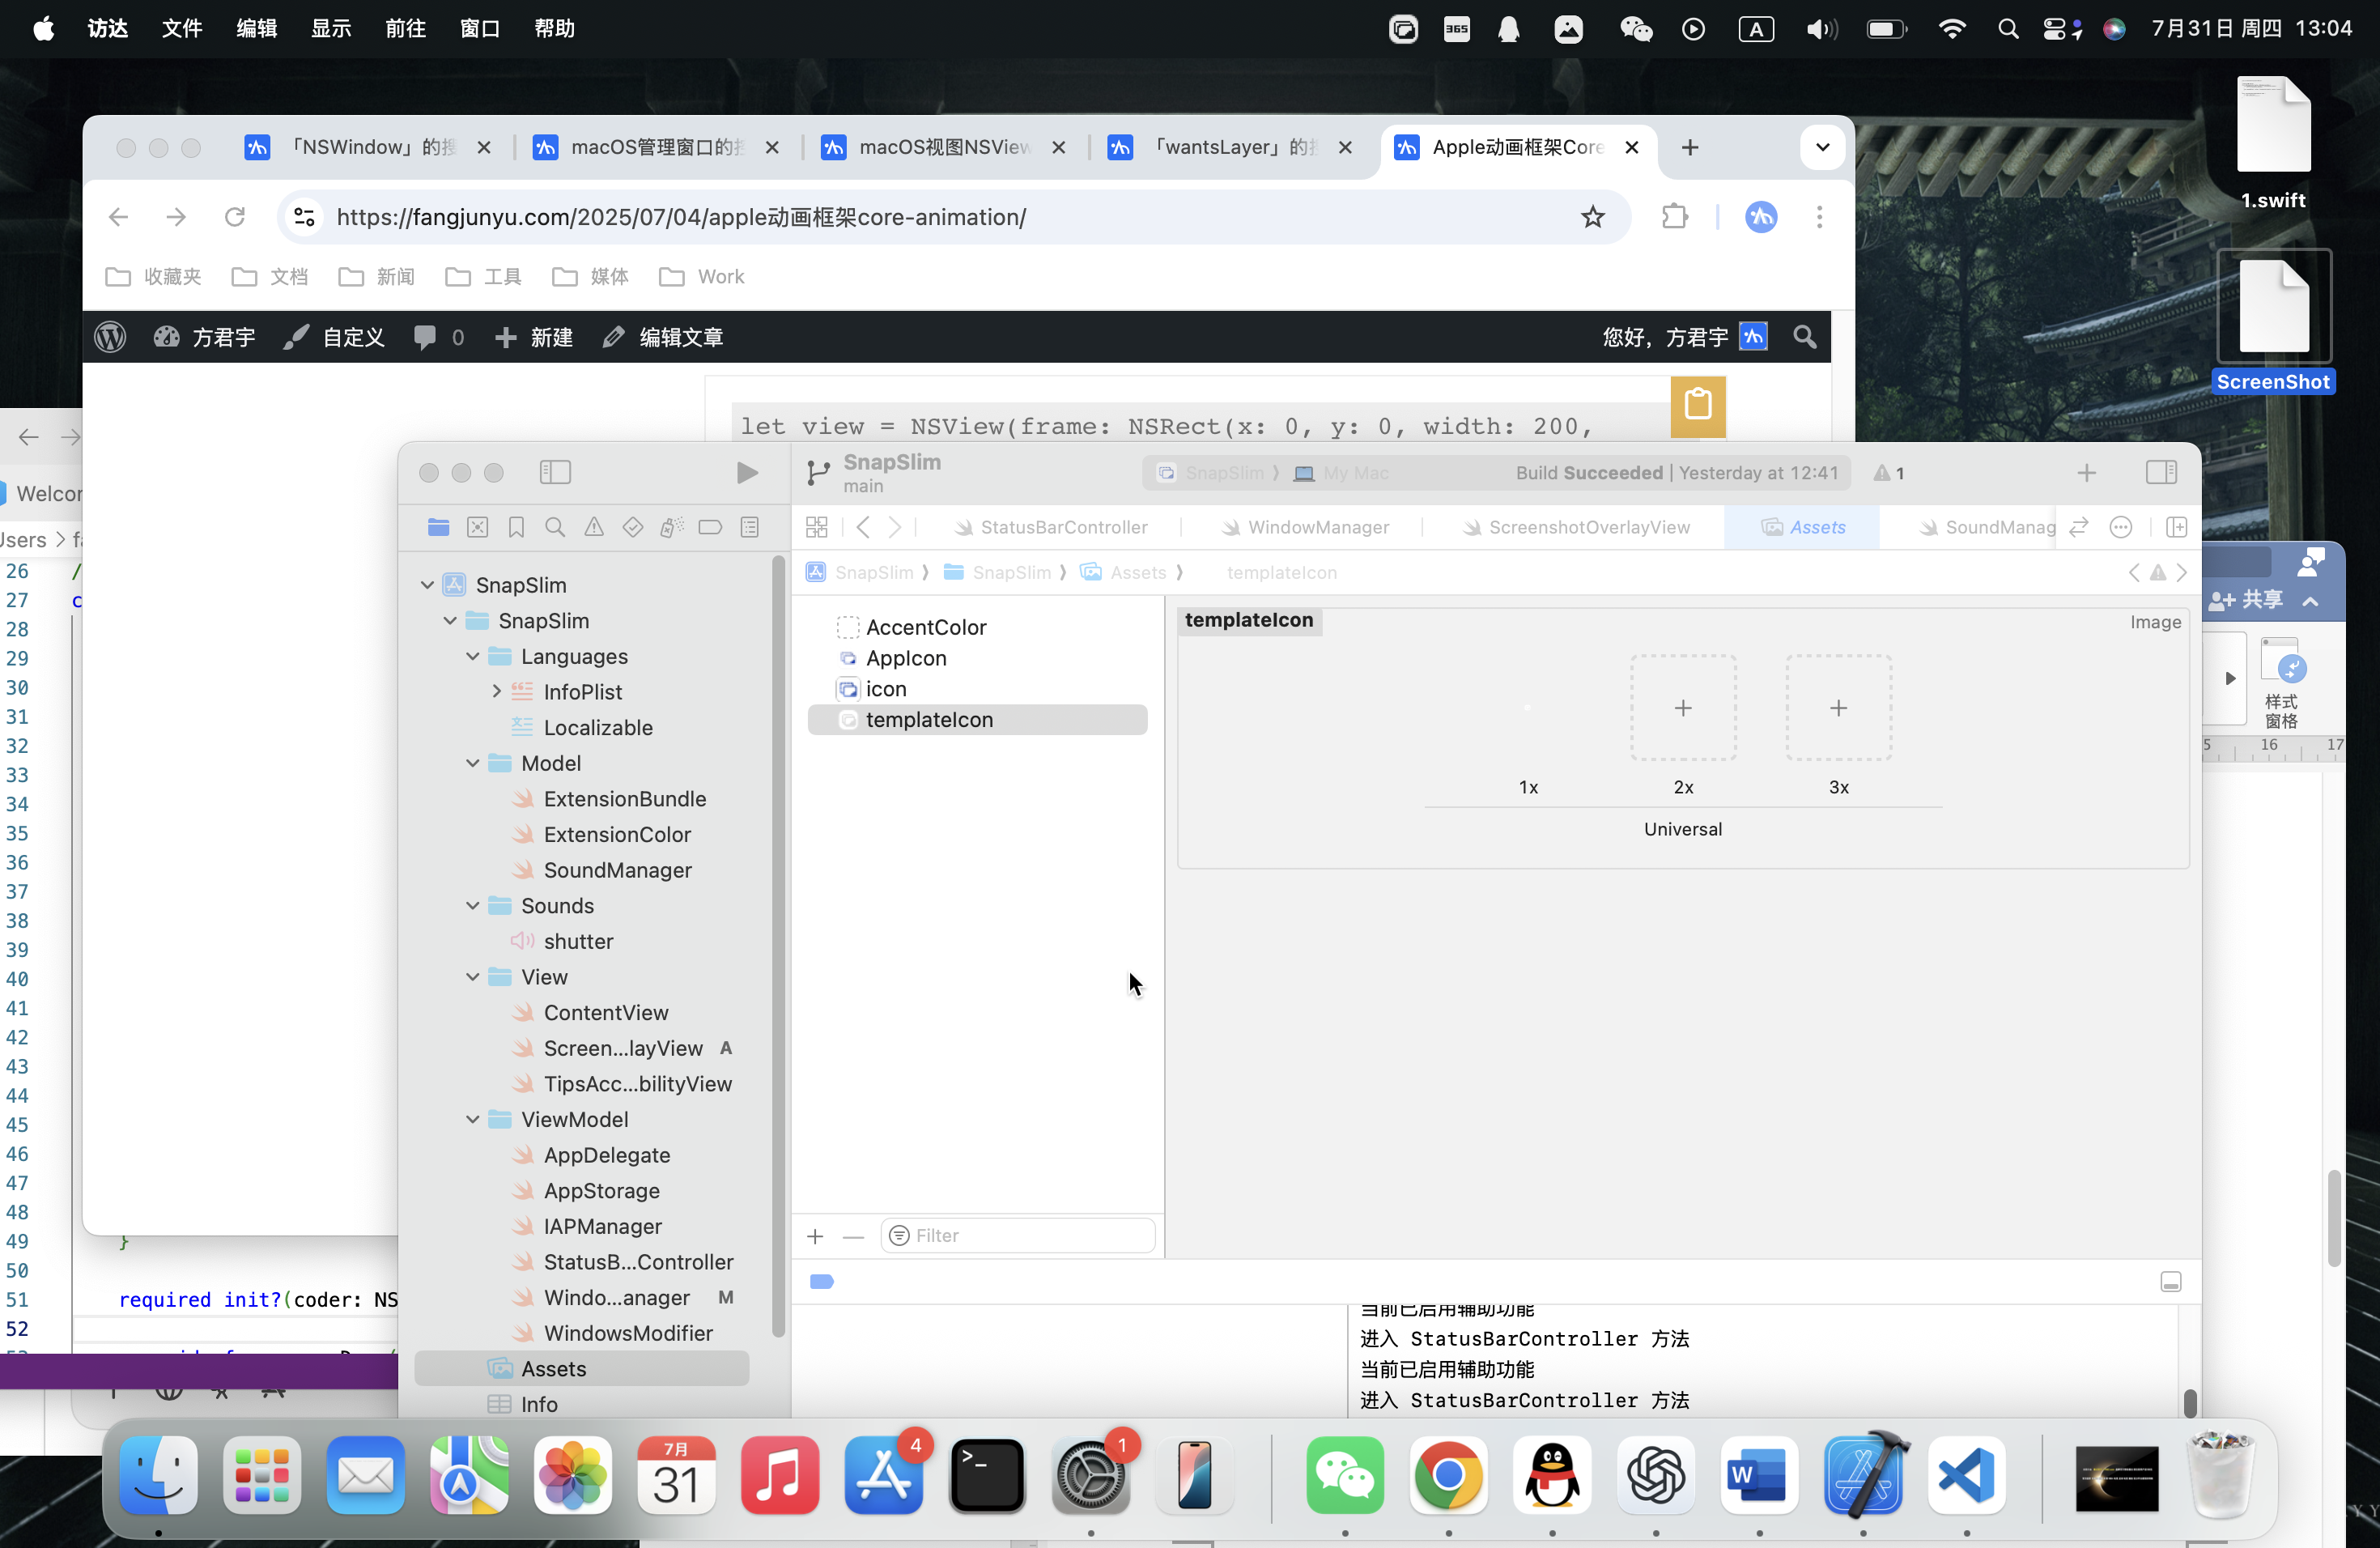 访达 文件 编辑 显示 前往 窗口 帮助
365 A 7月31日 周四 13:04
1.swift
ScreenShot
「NSWindow」的搜
macOS管理窗口的
macOS视图NSView
「wantsLayer」的
Apple动画框架Core
https://fangjunyu.com/2025/07/04/apple动画框架core-animation/
收藏夹 文档 新闻 工具 媒体 Work
方君宇 自定义 0 新建 编辑文章 您好，方君宇
let view = NSView(frame: NSRect(x: 0, y: 0, width: 200,
SnapSlim
main
SnapSlim 〉 My Mac
Build Succeeded | Yesterday at 12:41
1
StatusBarController WindowManager ScreenshotOverlayView Assets SoundManag
SnapSlim 〉 SnapSlim 〉 Assets 〉 templateIcon
SnapSlim
SnapSlim
Languages
InfoPlist
Localizable
Model
ExtensionBundle
ExtensionColor
SoundManager
Sounds
shutter
View
ContentView
Screen...layView A
TipsAcc...bilityView
ViewModel
AppDelegate
AppStorage
IAPManager
StatusB...Controller
Windo...anager M
WindowsModifier
Assets
Info
AccentColor
AppIcon
icon
templateIcon
Filter
templateIcon
Image
1x 2x 3x
Universal
当前已启用辅助功能
进入 StatusBarController 方法
当前已启用辅助功能
进入 StatusBarController 方法
Welcom
26 /
27 c
28
29
30
31
32
33
34
35
36
37
38
39
40
41
42
43
44
45
46
47
48
49 }
50
51 required init?(coder: NS
52
共享
样式
窗格
16 17
7月
31
4
>_
1
W